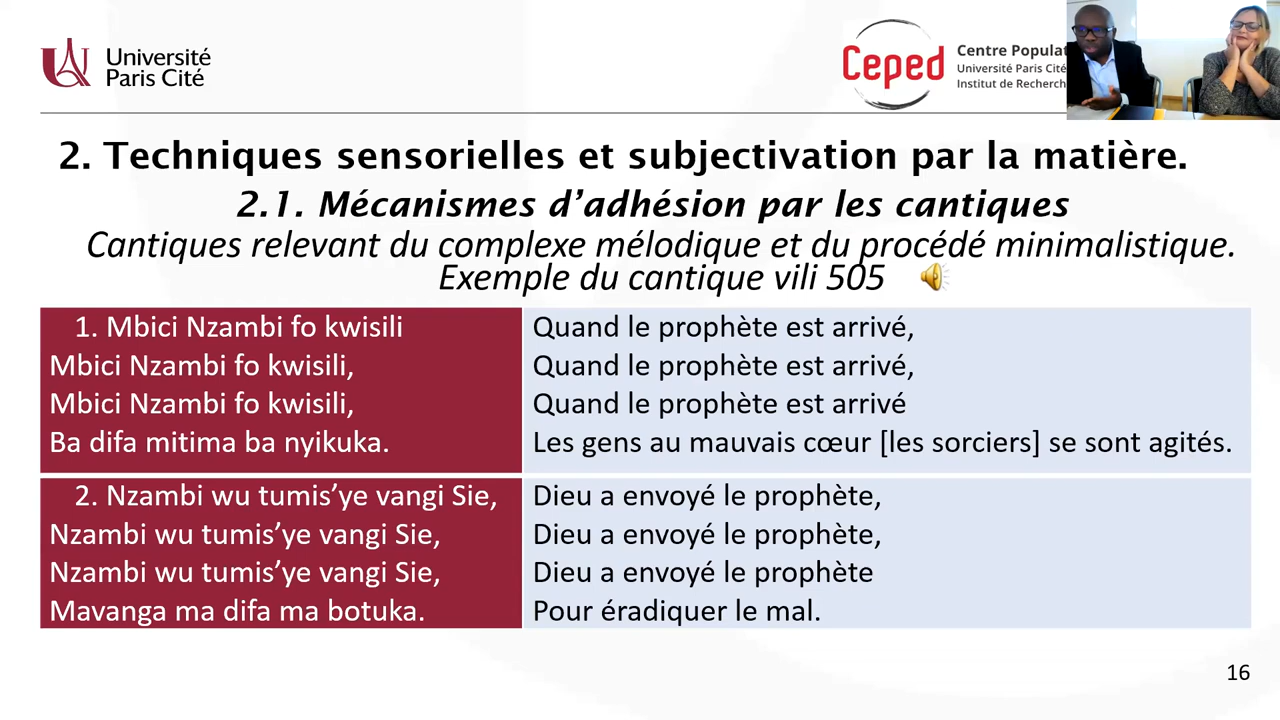 Université
Paris Cité
Ceped
Centre
Université Paris Cité
Institut de
2. Techniques sensorielles et subjectivation par la matière.
2.1. Mécanismes d’adhésion par les cantiques
Cantiques relevant du complexe mélodique et du procédé minimalistique.
Exemple du cantique vili 505
1. Mbici Nzambi fo kwisili
Mbici Nzambi fo kwisili,
Mbici Nzambi fo kwisili,
Ba difa mitima ba nyikuka.
Quand le prophète est arrivé,
Quand le prophète est arrivé,
Quand le prophète est arrivé
Les gens au mauvais cœur [les sorciers] se sont agités.
2. Nzambi wu tumis’ye vangi Sie,
Nzambi wu tumis’ye vangi Sie,
Nzambi wu tumis’ye vangi Sie,
Mavanga ma difa ma botuka.
Dieu a envoyé le prophète,
Dieu a envoyé le prophète,
Dieu a envoyé le prophète
Pour éradiquer le mal.
16